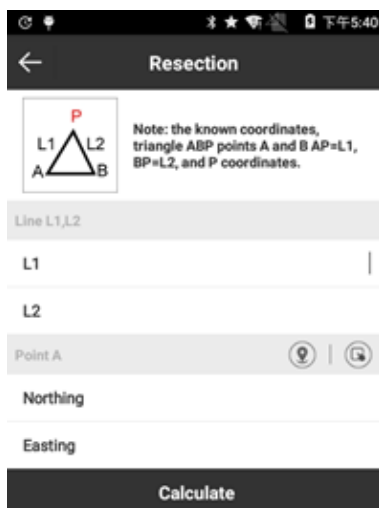 下午5:40
Resection
P
L1 L2
A B
Note: the known coordinates,
triangle ABP points A and B AP=L1,
BP=L2, and P coordinates.
Line L1,L2
L1
L2
Point A
Northing
Easting
Calculate